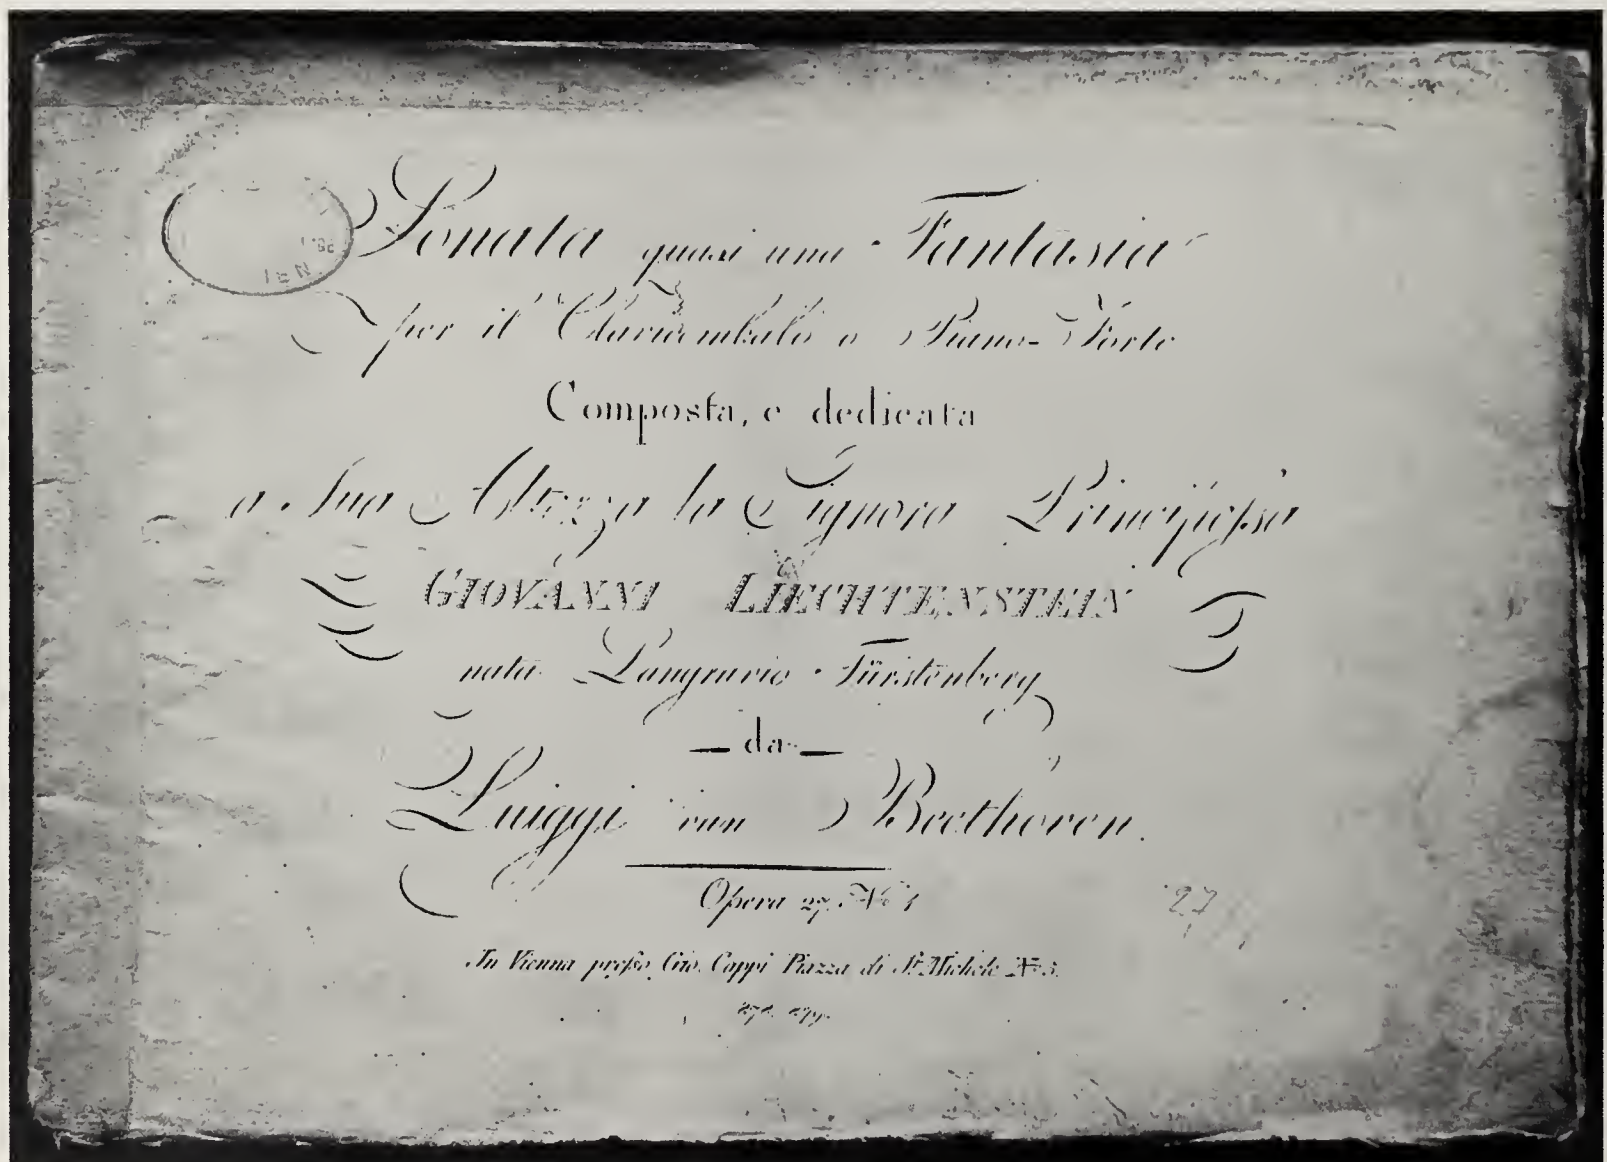 Sonata quasi una Fantasia
per il Clavicembalo o Piano-Forte
Composta, e dedicata
a Sua Altezza la Signora Principessa
GIOVANNI LIECHTENSTEIN
nata Langravio Fürstenberg
— da —
Luiggi van Beethoven.
Opera 27. No 1
In Vienna presso Gio. Cappi Piazza di St. Michele No 5.
27